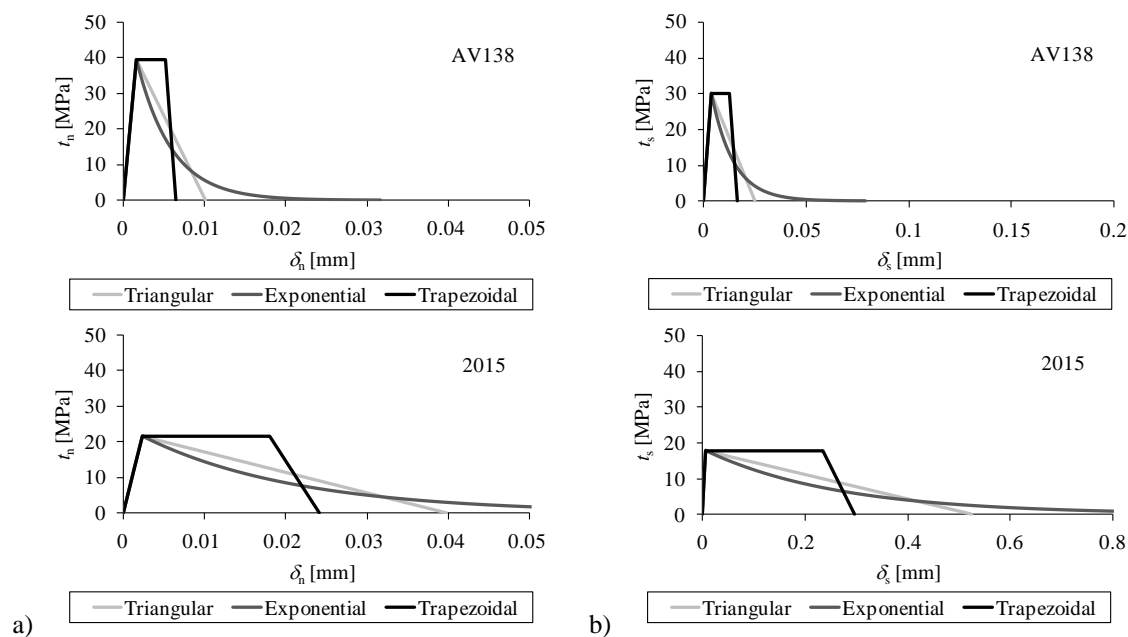 50
40
30
20
10
0
tn [MPa]
AV138
0 0.01 0.02 0.03 0.04 0.05
δn [mm]
Triangular Exponential Trapezoidal
50
40
30
20
10
0
ts [MPa]
AV138
0 0.05 0.1 0.15 0.2
δs [mm]
Triangular Exponential Trapezoidal
50
40
30
20
10
0
tn [MPa]
2015
0 0.01 0.02 0.03 0.04 0.05
δn [mm]
Triangular Exponential Trapezoidal
a)
50
40
30
20
10
0
ts [MPa]
2015
0 0.2 0.4 0.6 0.8
δs [mm]
Triangular Exponential Trapezoidal
b)